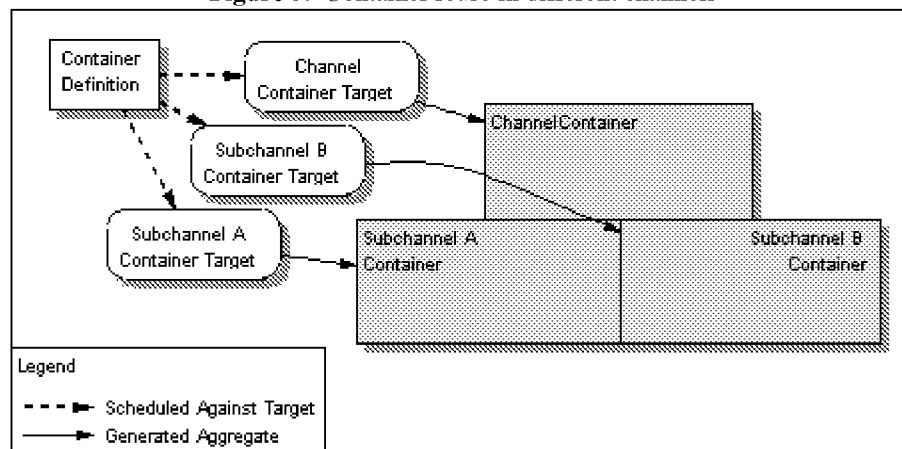 Container
Definition
Channel
Container Target
ChannelContainer
Subchannel B
Container Target
Subchannel A
Container Target
Subchannel A
Container
Subchannel B
Container
Legend
Scheduled Against Target
Generated Aggregate